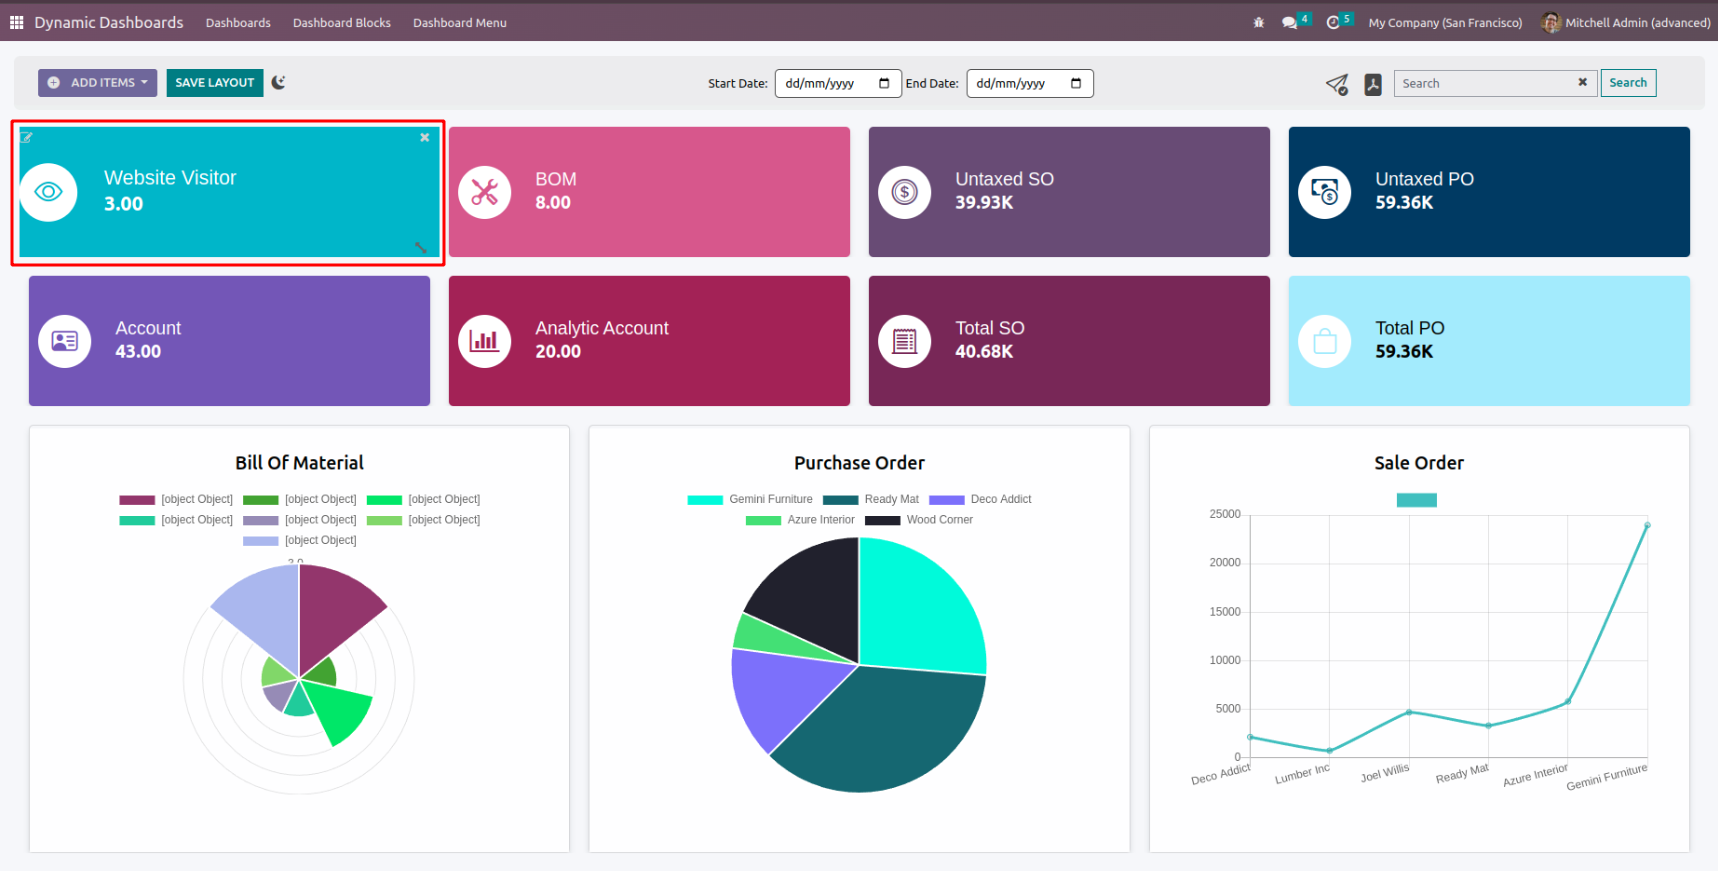 Dynamic Dashboards Dashboards Dashboard Blocks Dashboard Menu 4 5 My Company (San Francisco) Mitchell Admin (advanced)
ADD ITEMS SAVE LAYOUT Start Date: dd/mm/yyyy End Date: dd/mm/yyyy Search Search
Website Visitor
3.00
BOM
8.00
Untaxed SO
39.93K
Untaxed PO
59.36K
Account
43.00
Analytic Account
20.00
Total SO
40.68K
Total PO
59.36K
Bill Of Material
[object Object] [object Object] [object Object]
[object Object] [object Object] [object Object]
[object Object]
Purchase Order
Gemini Furniture Ready Mat Deco Addict
Azure Interior Wood Corner
Sale Order
25000
20000
15000
10000
5000
0
Deco Addict Lumber Inc Joel Willis Ready Mat Azure Interior Gemini Furniture